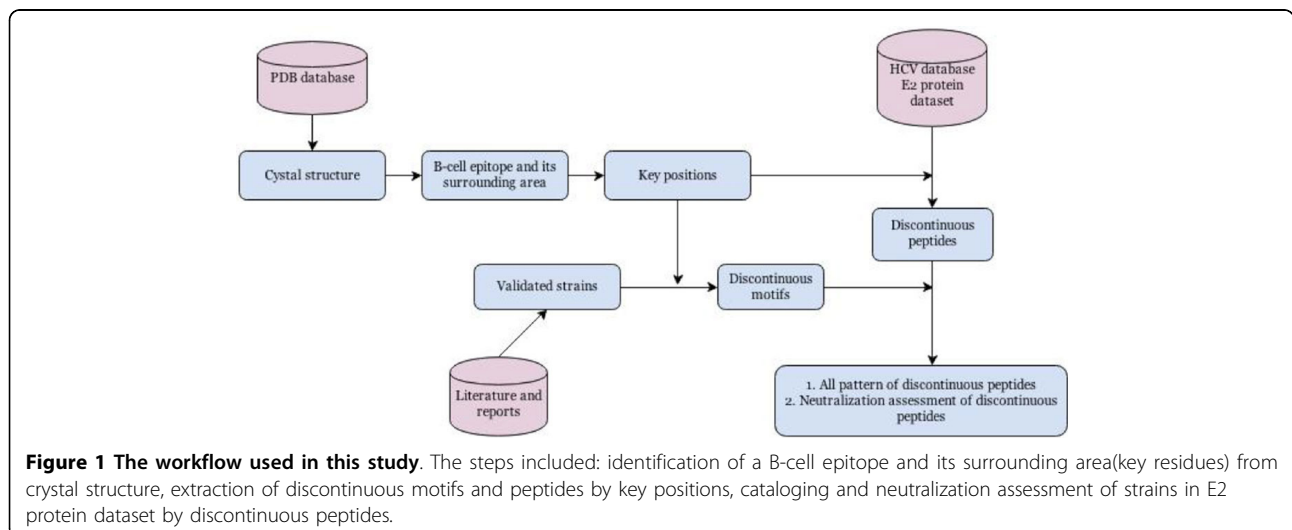 PDB database
HCV database
E2 protein
dataset
Cystal structure
B-cell epitope and its
surrounding area
Key positions
Discontinuous
peptides
Validated strains
Discontinuous
motifs
Literature and
reports
1. All pattern of discontinuous peptides
2. Neutralization assessment of discontinuous
peptides
Figure 1 The workflow used in this study. The steps included: identification of a B-cell epitope and its surrounding area(key residues) from
crystal structure, extraction of discontinuous motifs and peptides by key positions, cataloging and neutralization assessment of strains in E2
protein dataset by discontinuous peptides.